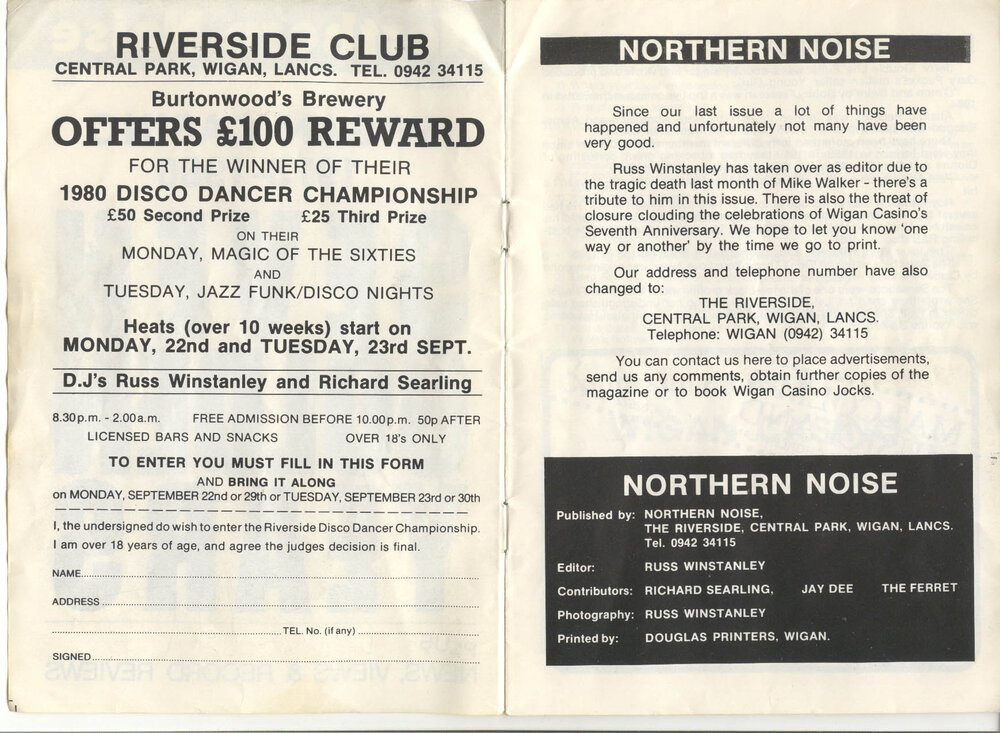 RIVERSIDE CLUB
CENTRAL PARK, WIGAN, LANCS. TEL. 0942 34115
Burtonwood's Brewery
OFFERS £100 REWARD
FOR THE WINNER OF THEIR
1980 DISCO DANCER CHAMPIONSHIP
£50 Second Prize £25 Third Prize
ON THEIR
MONDAY, MAGIC OF THE SIXTIES
AND
TUESDAY, JAZZ FUNK/DISCO NIGHTS
Heats (over 10 weeks) start on
MONDAY, 22nd and TUESDAY, 23rd SEPT.
D.J's Russ Winstanley and Richard Searling
8.30p.m. - 2.00a.m. FREE ADMISSION BEFORE 10.00p.m. 50p AFTER
LICENSED BARS AND SNACKS OVER 18's ONLY
TO ENTER YOU MUST FILL IN THIS FORM
AND BRING IT ALONG
on MONDAY, SEPTEMBER 22nd or 29th or TUESDAY, SEPTEMBER 23rd or 30th
I, the undersigned do wish to enter the Riverside Disco Dancer Championship.
I am over 18 years of age, and agree the judges decision is final.
NAME
ADDRESS
TEL. No. (if any)
SIGNED
NORTHERN NOISE
Since our last issue a lot of things have
happened and unfortunately not many have been
very good.
Russ Winstanley has taken over as editor due to
the tragic death last month of Mike Walker - there's a
tribute to him in this issue. There is also the threat of
closure clouding the celebrations of Wigan Casino's
Seventh Anniversary. We hope to let you know 'one
way or another' by the time we go to print.
Our address and telephone number have also
changed to:
THE RIVERSIDE,
CENTRAL PARK, WIGAN, LANCS.
Telephone: WIGAN (0942) 34115
You can contact us here to place advertisements,
send us any comments, obtain further copies of the
magazine or to book Wigan Casino Jocks.
NORTHERN NOISE
Published by: NORTHERN NOISE,
THE RIVERSIDE, CENTRAL PARK, WIGAN, LANCS.
Tel. 0942 34115
Editor: RUSS WINSTANLEY
Contributors: RICHARD SEARLING, JAY DEE THE FERRET
Photography: RUSS WINSTANLEY
Printed by: DOUGLAS PRINTERS, WIGAN.